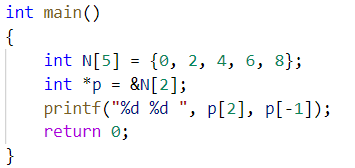 int main()
{
    int N[5] = {0, 2, 4, 6, 8};
    int *p = &N[2];
    printf("%d %d ", p[2], p[-1]);
    return 0;
}